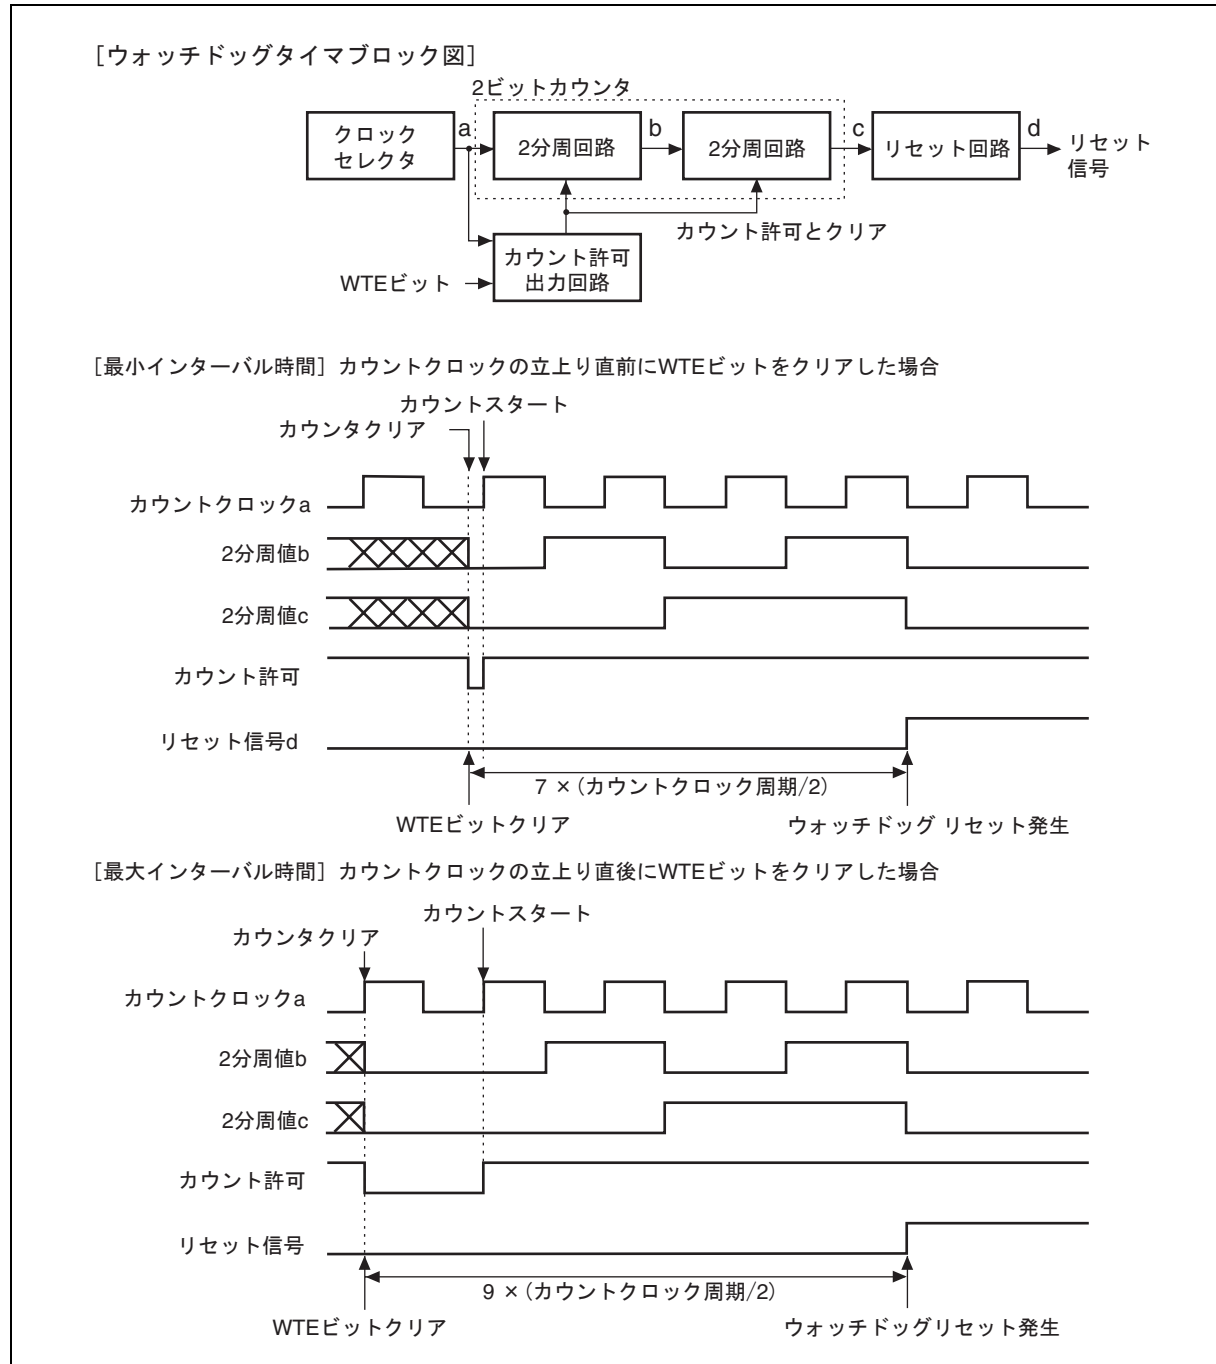 ［ウォッチドッグタイマブロック図］
2ビットカウンタ
クロック
セレクタ
a
2分周回路
b
2分周回路
c
リセット回路
d
リセット
信号
カウント許可とクリア
WTEビット
カウント許可
出力回路
［最小インターバル時間］カウントクロックの立上り直前にWTEビットをクリアした場合
カウントスタート
カウンタクリア
カウントクロックa
2分周値b
2分周値c
カウント許可
リセット信号d
7 ×（カウントクロック周期/2）
WTEビットクリア
ウォッチドッグ リセット発生
［最大インターバル時間］カウントクロックの立上り直後にWTEビットをクリアした場合
カウントスタート
カウンタクリア
カウントクロックa
2分周値b
2分周値c
カウント許可
リセット信号
9 ×（カウントクロック周期/2）
WTEビットクリア
ウォッチドッグリセット発生